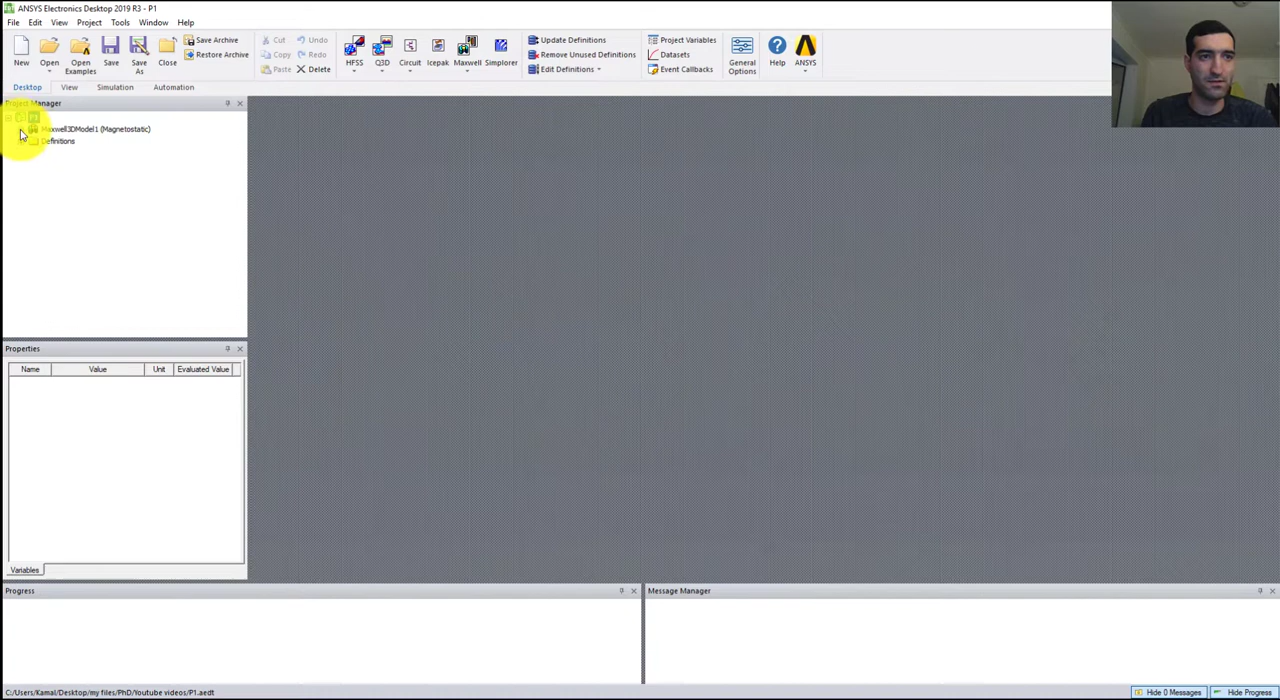 ANSYS Electronics Desktop 2019 R3 - P1
File Edit View Project Tools Window Help
New Open Open Examples Save Save As Close
Save Archive
Restore Archive
Cut Undo
Copy Redo
Paste Delete
HFSS Q3D Circuit Icepak Maxwell Simplorer
Update Definitions
Remove Unused Definitions
Edit Definitions
Project Variables
Datasets
Event Callbacks
General Options
Help
ANSYS
Desktop View Simulation Automation
Project Manager
P1
Maxwell3DModel1 (Magnetostatic)
Definitions
Properties
Name Value Unit Evaluated Value
Variables
Progress
Message Manager
C:/Users/Kamal/Desktop/my files/PhD/Youtube videos/P1.aedt
Hide 0 Messages Hide Progress